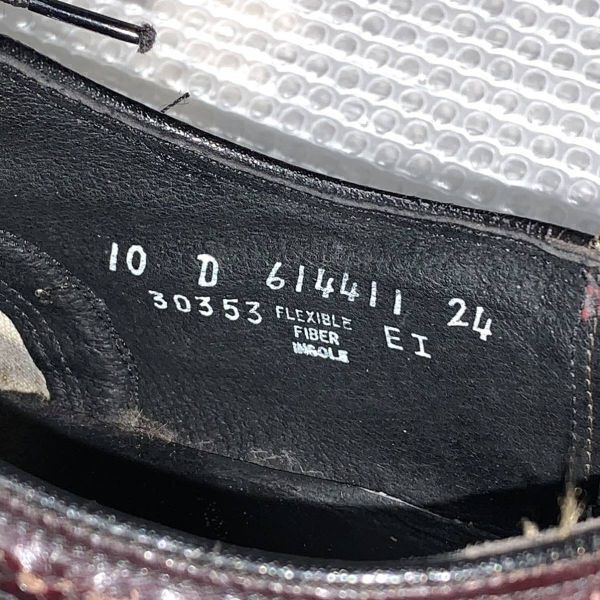 10 D 614411 24
30353 FLEXIBLE FIBER INSOLE EI